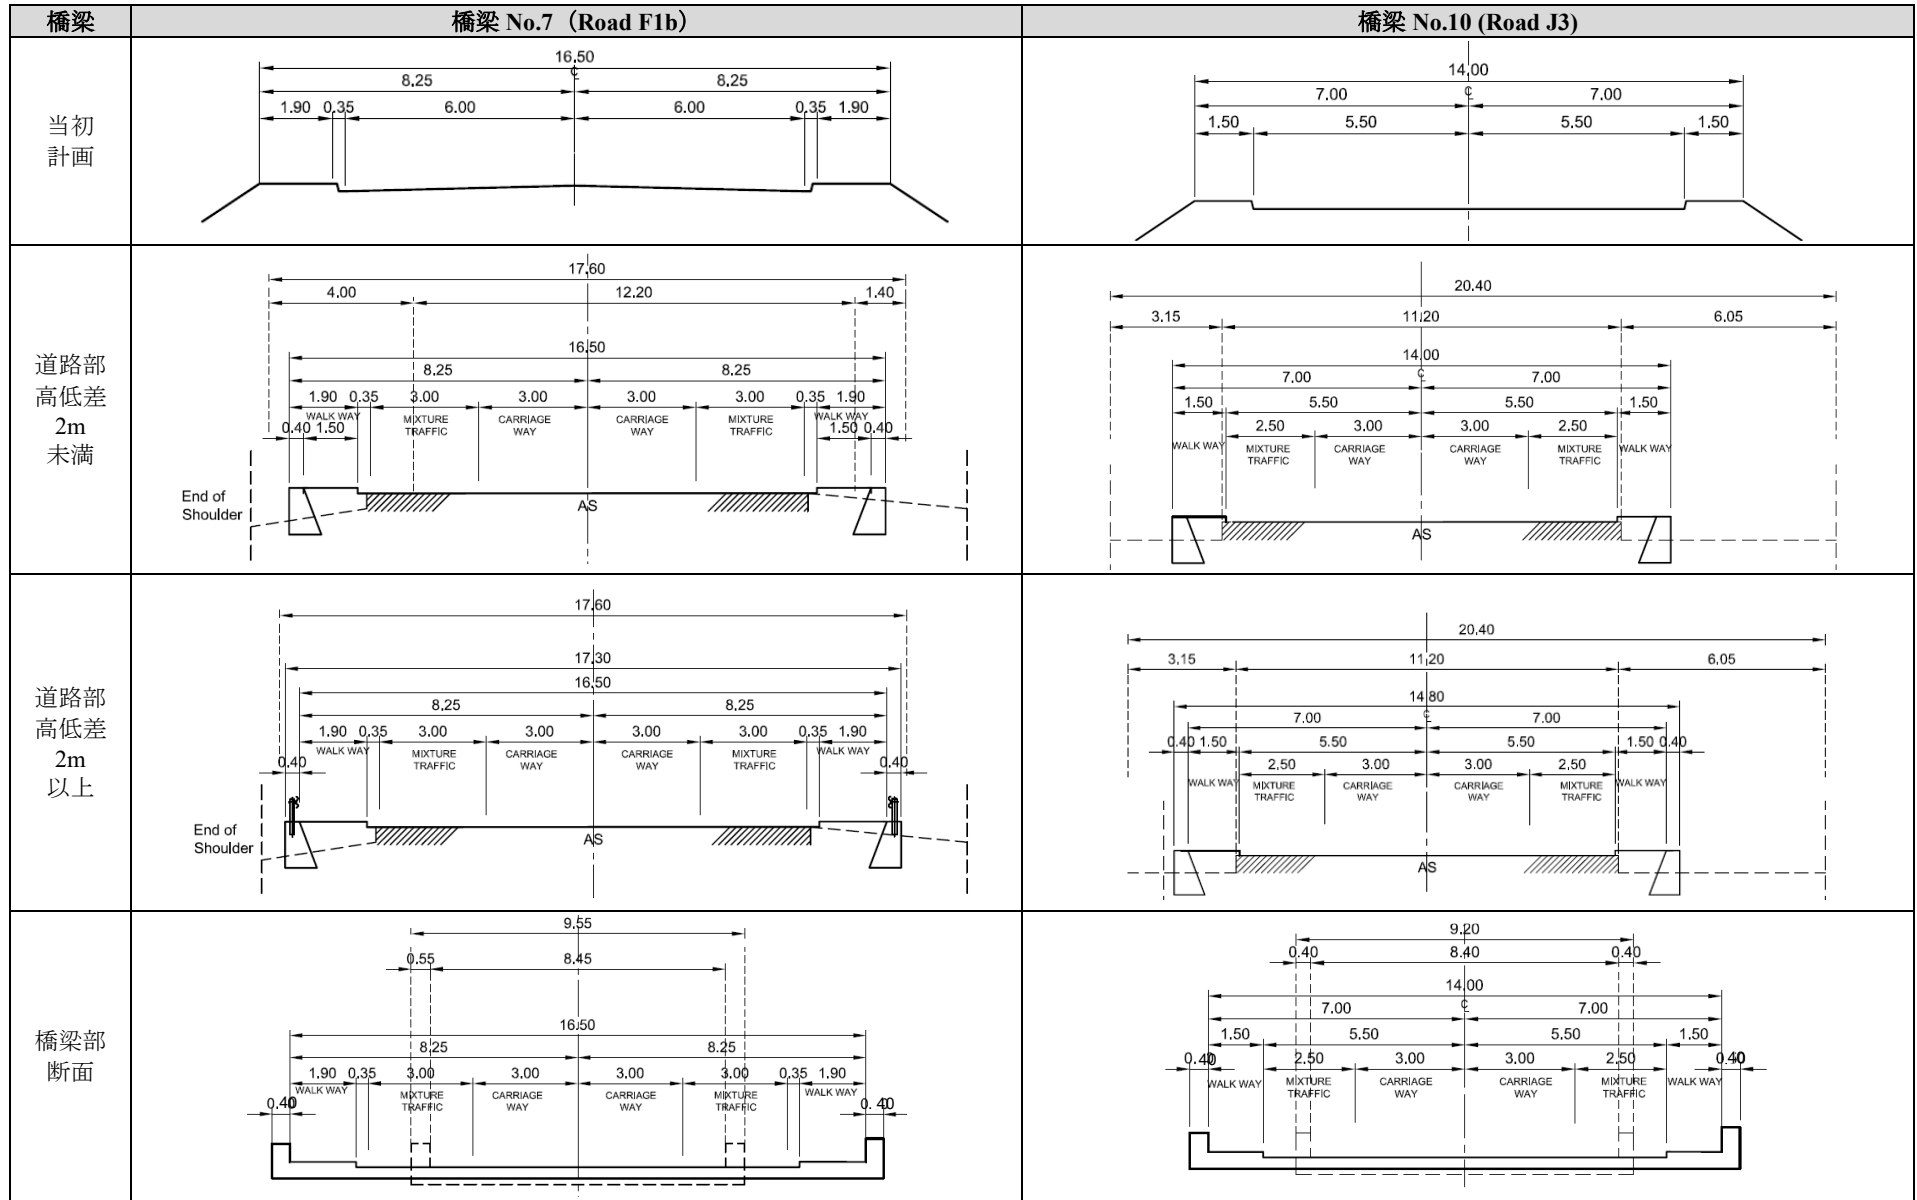 橋梁
橋梁 No.7（Road F1b）
橋梁 No.10 (Road J3)
当初
計画
16.50
℄
8.25 8.25
1.90 0.35 6.00 6.00 0.35 1.90
14.00
℄
7.00 7.00
1.50 5.50 5.50 1.50
道路部
高低差
2m
未満
17.60
4.00 12.20 1.40
16.50
8.25 8.25
1.90 0.35 3.00 3.00 3.00 3.00 0.35 1.90
WALK WAY MIXTURE CARRIAGE CARRIAGE MIXTURE WALK WAY
TRAFFIC WAY WAY TRAFFIC
0.40 1.50 1.50 0.40
End of
Shoulder
AS
20.40
3.15 11.20 6.05
14.00
℄
7.00 7.00
1.50 5.50 5.50 1.50
2.50 3.00 3.00 2.50
WALK WAY MIXTURE CARRIAGE CARRIAGE MIXTURE WALK WAY
TRAFFIC WAY WAY TRAFFIC
AS
道路部
高低差
2m
以上
17.60
17.30
16.50
8.25 8.25
1.90 0.35 3.00 3.00 3.00 3.00 0.35 1.90
WALK WAY MIXTURE CARRIAGE CARRIAGE MIXTURE WALK WAY
TRAFFIC WAY WAY TRAFFIC
0.40 0.40
End of
Shoulder
AS
20.40
3.15 11.20 6.05
14.80
℄
7.00 7.00
0.40 1.50 5.50 5.50 1.50 0.40
2.50 3.00 3.00 2.50
WALK WAY MIXTURE CARRIAGE CARRIAGE MIXTURE WALK WAY
TRAFFIC WAY WAY TRAFFIC
AS
橋梁部
断面
9.55
0.55 8.45
16.50
8.25 8.25
1.90 0.35 3.00 3.00 3.00 3.00 0.35 1.90
WALK WAY MIXTURE CARRIAGE CARRIAGE MIXTURE WALK WAY
TRAFFIC WAY WAY TRAFFIC
0.40 0.40
9.20
0.40 8.40 0.40
14.00
℄
7.00 7.00
1.50 5.50 5.50 1.50
0.40 2.50 3.00 3.00 2.50 0.40
WALK WAY MIXTURE CARRIAGE CARRIAGE MIXTURE WALK WAY
TRAFFIC WAY WAY TRAFFIC